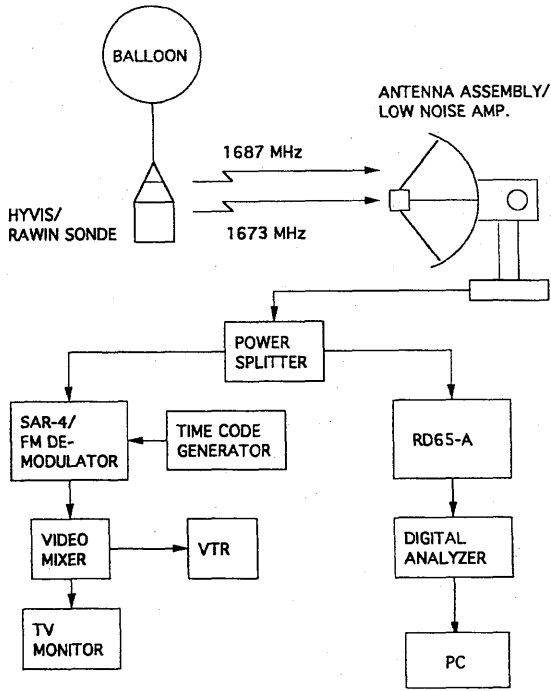 BALLOON
ANTENNA ASSEMBLY/
LOW NOISE AMP.
1687 MHz
HYVIS/
RAWIN SONDE
1673 MHz
POWER
SPLITTER
SAR-4/
FM DE-
MODULATOR
TIME CODE
GENERATOR
RD65-A
VIDEO
MIXER
VTR
DIGITAL
ANALYZER
TV
MONITOR
PC